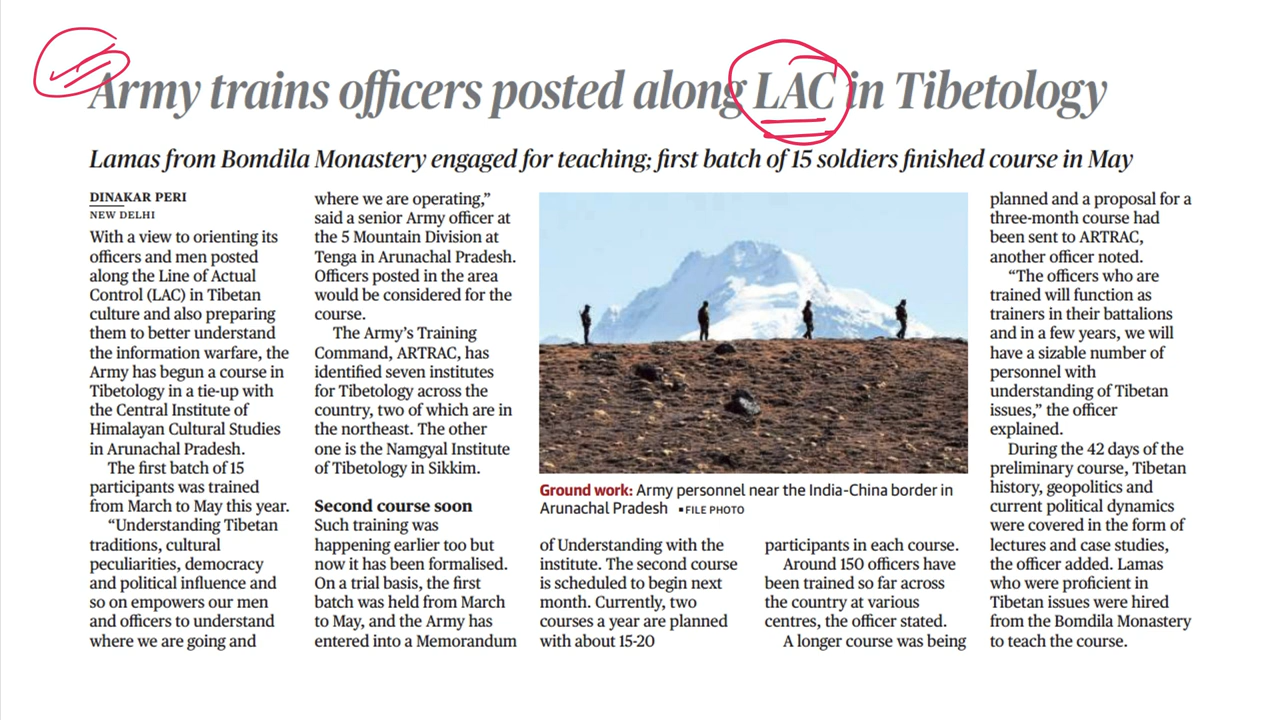 Army trains officers posted along LAC in Tibetology
Lamas from Bomdila Monastery engaged for teaching; first batch of 15 soldiers finished course in May
DINAKAR PERI
NEW DELHI
With a view to orienting its
officers and men posted
along the Line of Actual
Control (LAC) in Tibetan
culture and also preparing
them to better understand
the information warfare, the
Army has begun a course in
Tibetology in a tie-up with
the Central Institute of
Himalayan Cultural Studies
in Arunachal Pradesh.
The first batch of 15
participants was trained
from March to May this year.
“Understanding Tibetan
traditions, cultural
peculiarities, democracy
and political influence and
so on empowers our men
and officers to understand
where we are going and
where we are operating,”
said a senior Army officer at
the 5 Mountain Division at
Tenga in Arunachal Pradesh.
Officers posted in the area
would be considered for the
course.
The Army’s Training
Command, ARTRAC, has
identified seven institutes
for Tibetology across the
country, two of which are in
the northeast. The other
one is the Namgyal Institute
of Tibetology in Sikkim.
Second course soon
Such training was
happening earlier too but
now it has been formalised.
On a trial basis, the first
batch was held from March
to May, and the Army has
entered into a Memorandum
Ground work: Army personnel near the India-China border in
Arunachal Pradesh ▪FILE PHOTO
of Understanding with the
institute. The second course
is scheduled to begin next
month. Currently, two
courses a year are planned
with about 15-20
participants in each course.
Around 150 officers have
been trained so far across
the country at various
centres, the officer stated.
A longer course was being
planned and a proposal for a
three-month course had
been sent to ARTRAC,
another officer noted.
“The officers who are
trained will function as
trainers in their battalions
and in a few years, we will
have a sizable number of
personnel with
understanding of Tibetan
issues,” the officer
explained.
During the 42 days of the
preliminary course, Tibetan
history, geopolitics and
current political dynamics
were covered in the form of
lectures and case studies,
the officer added. Lamas
who were proficient in
Tibetan issues were hired
from the Bomdila Monastery
to teach the course.